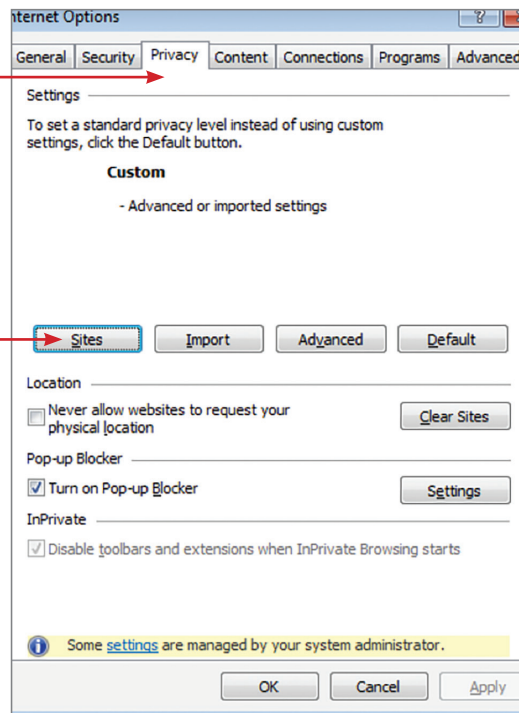 nternet Options
General Security Privacy Content Connections Programs Advanced
Settings
To set a standard privacy level instead of using custom
settings, click the Default button.
Custom
- Advanced or imported settings
Sites Import Advanced Default
Location
Never allow websites to request your
physical location
Clear Sites
Pop-up Blocker
Turn on Pop-up Blocker
Settings
InPrivate
Disable toolbars and extensions when InPrivate Browsing starts
Some settings are managed by your system administrator.
OK Cancel Apply